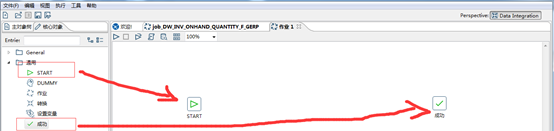 文件(F) 编辑 视图 执行 工具 帮助
Perspective: Data Integration
主对象树 核心对象
欢迎! job_DW_INV_ONHAND_QUANTITY_F_GERP 作业 1
Entries
100%
General
通用
START
DUMMY
作业
转换
设置变量
成功
START
成功